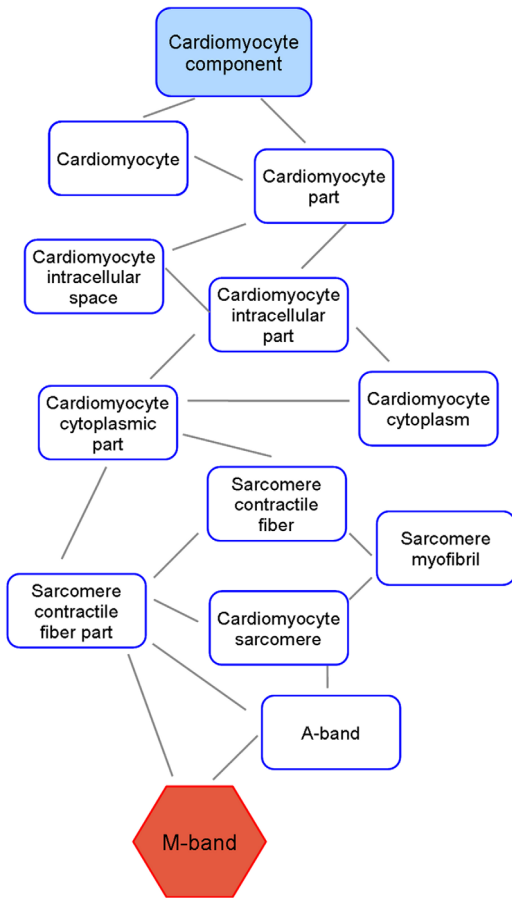 Cardiomyocyte
component
Cardiomyocyte
Cardiomyocyte
part
Cardiomyocyte
intracellular
space
Cardiomyocyte
intracellular
part
Cardiomyocyte
cytoplasmic
part
Cardiomyocyte
cytoplasm
Sarcomere
contractile
fiber
Sarcomere
myofibril
Sarcomere
contractile
fiber part
Cardiomyocyte
sarcomere
A-band
M-band